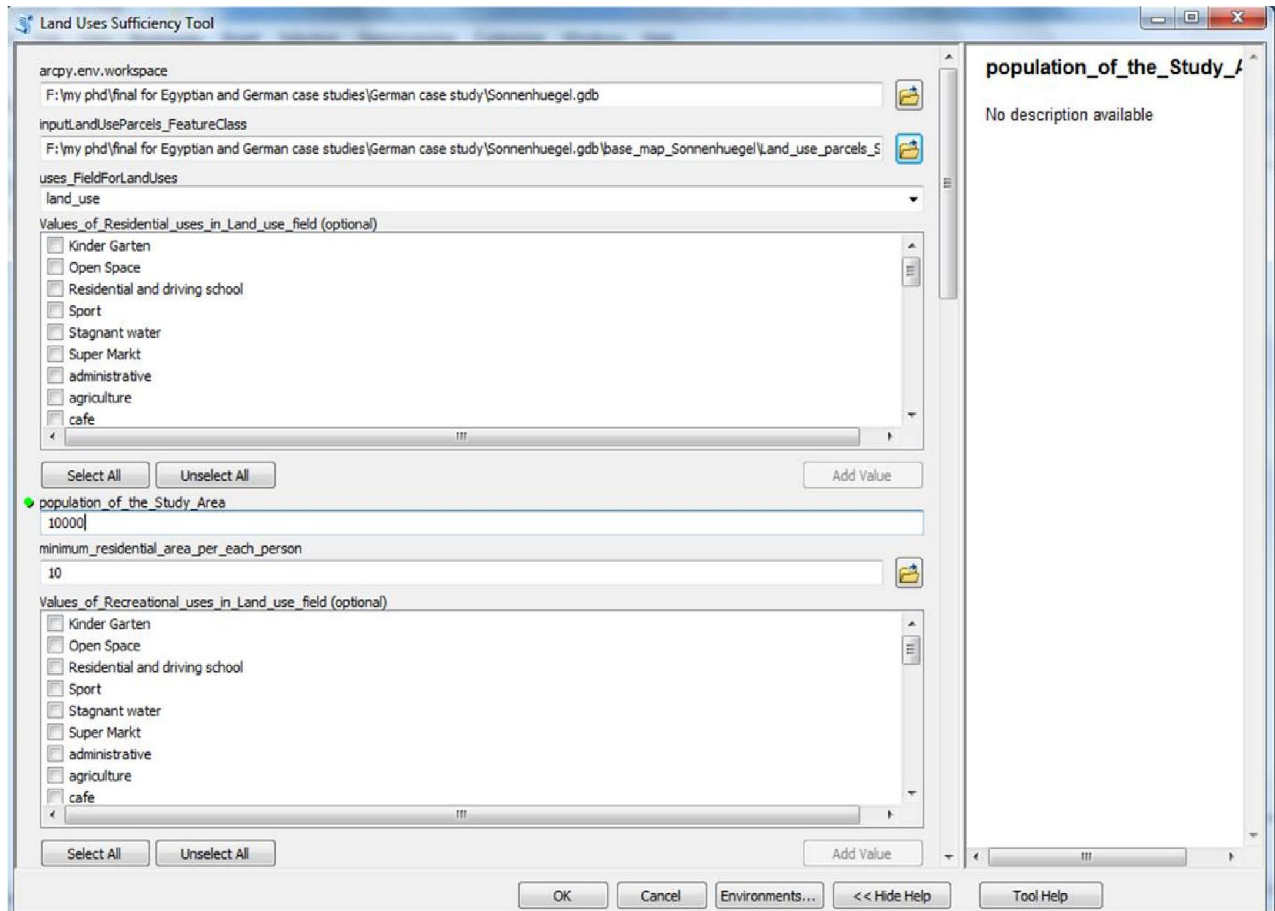 Land Uses Sufficiency Tool
arcpy.env.workspace
F:\my phd\final for Egyptian and German case studies\German case study\Sonnenhuegel.gdb
inputLandUseParcels_FeatureClass
F:\my phd\final for Egyptian and German case studies\German case study\Sonnenhuegel.gdb\base_map_Sonnenhuegel\Land_use_parcels_S
uses_FieldForLandUses
land_use
Values_of_Residential_uses_in_Land_use_field (optional)
Kinder Garten
Open Space
Residential and driving school
Sport
Stagnant water
Super Markt
administrative
agriculture
cafe
Select All Unselect All Add Value
population_of_the_Study_Area
10000
minimum_residential_area_per_each_person
10
Values_of_Recreational_uses_in_Land_use_field (optional)
Kinder Garten
Open Space
Residential and driving school
Sport
Stagnant water
Super Markt
administrative
agriculture
cafe
Select All Unselect All Add Value
OK Cancel Environments... << Hide Help Tool Help
population_of_the_Study_A
No description available